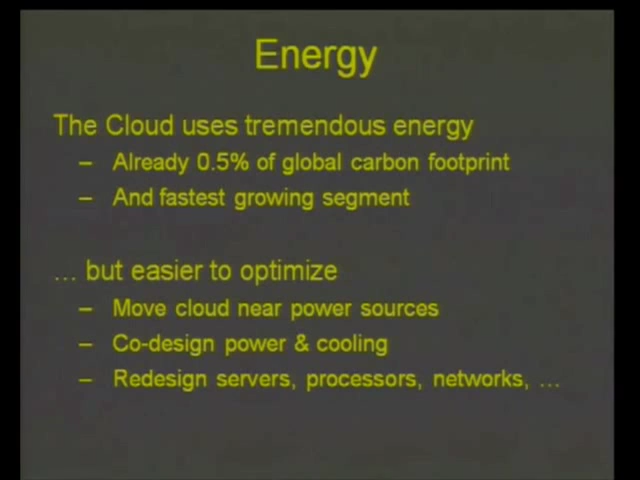 Energy
The Cloud uses tremendous energy
– Already 0.5% of global carbon footprint
– And fastest growing segment
… but easier to optimize
– Move cloud near power sources
– Co-design power & cooling
– Redesign servers, processors, networks, …